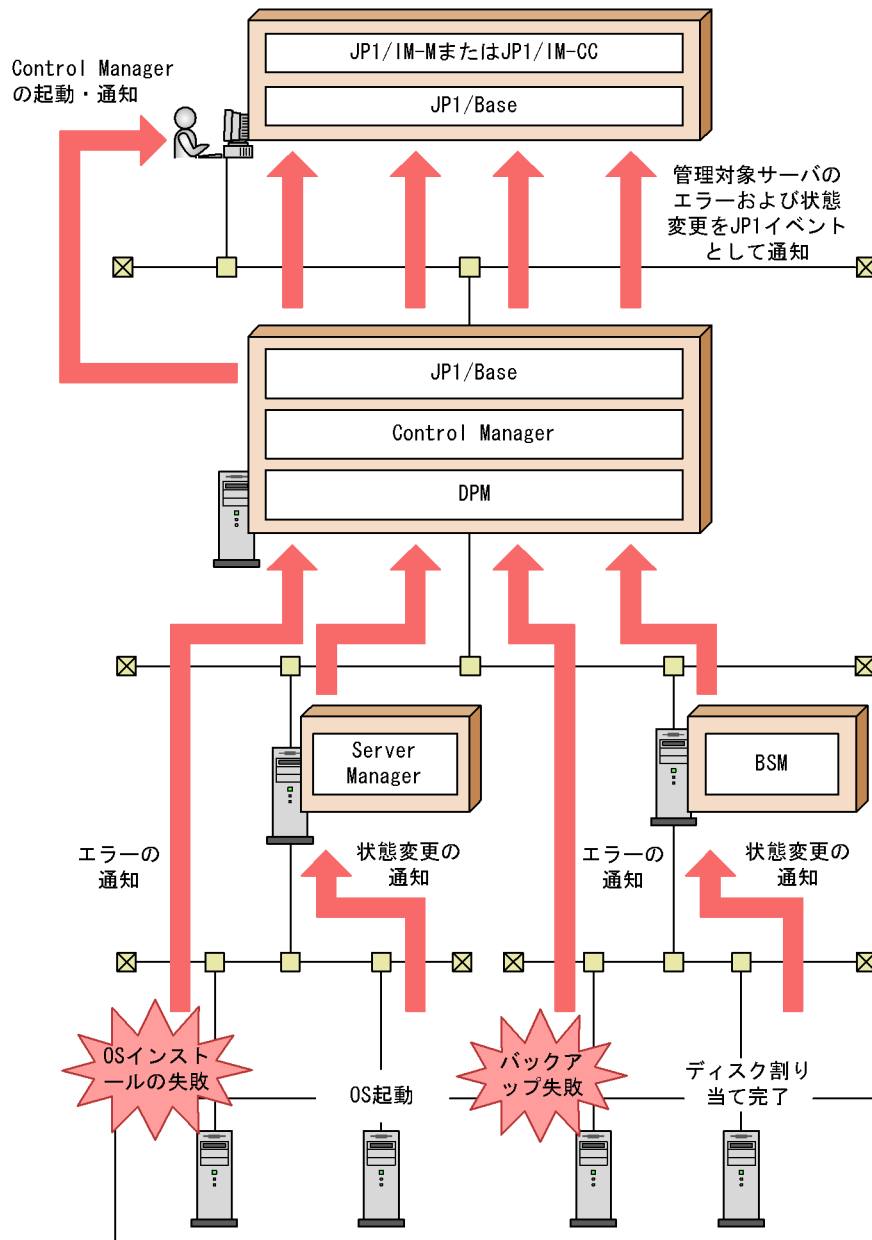 JP1/IM-MまたはJP1/IM-CC
JP1/Base
Control Manager
の起動・通知
管理対象サーバの
エラーおよび状態
変更をJP1イベント
として通知
JP1/Base
Control Manager
DPM
Server
Manager
BSM
エラーの
通知
状態変更の
通知
エラーの
通知
状態変更の
通知
OSインスト
ールの失敗
OS起動
バックア
ップ失敗
ディスク割り
当て完了